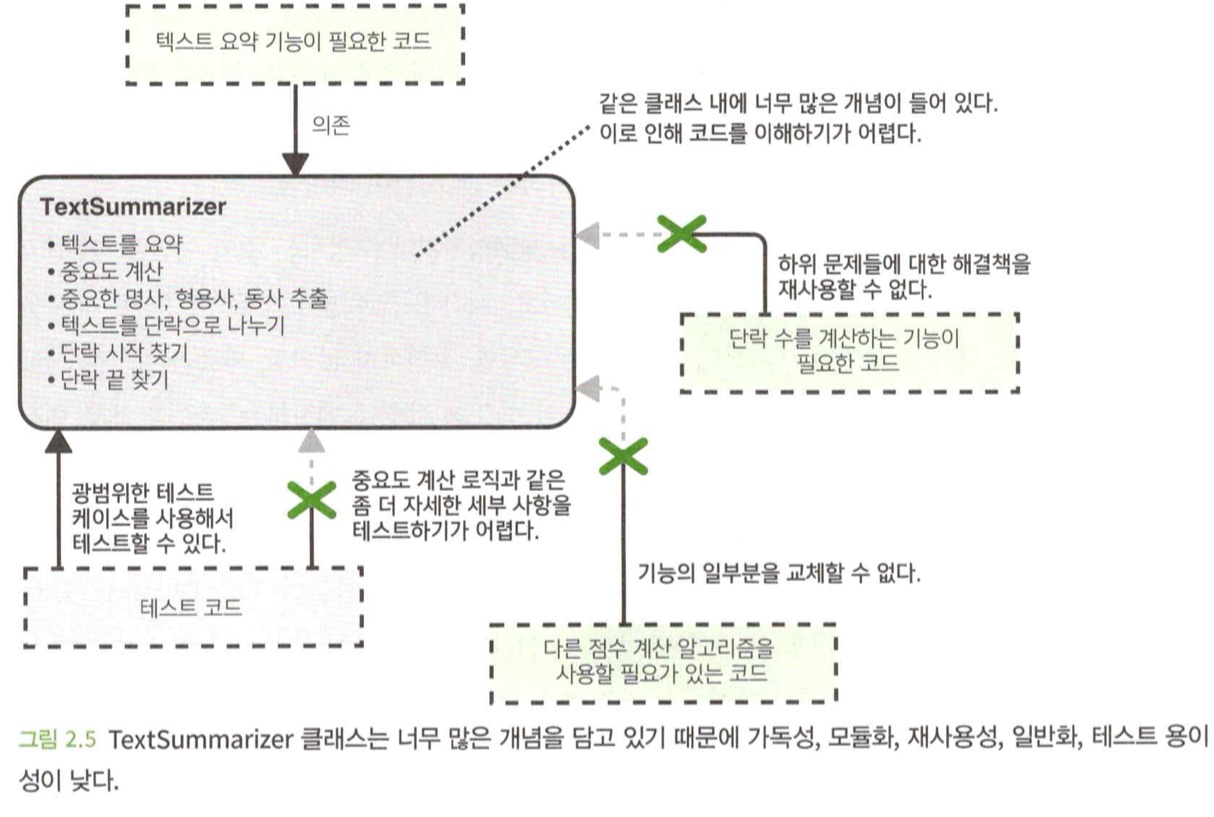 텍스트 요약 기능이 필요한 코드
의존
같은 클래스 내에 너무 많은 개념이 들어 있다.
이로 인해 코드를 이해하기가 어렵다.
TextSummarizer
• 텍스트를 요약
• 중요도 계산
• 중요한 명사, 형용사, 동사 추출
• 텍스트를 단락으로 나누기
• 단락 시작 찾기
• 단락 끝 찾기
하위 문제들에 대한 해결책을
재사용할 수 없다.
단락 수를 계산하는 기능이
필요한 코드
광범위한 테스트
케이스를 사용해서
테스트할 수 있다.
중요도 계산 로직과 같은
좀 더 자세한 세부 사항을
테스트하기가 어렵다.
기능의 일부분을 교체할 수 없다.
테스트 코드
다른 점수 계산 알고리즘을
사용할 필요가 있는 코드
그림 2.5 TextSummarizer 클래스는 너무 많은 개념을 담고 있기 때문에 가독성, 모듈화, 재사용성, 일반화, 테스트 용이
성이 낮다.